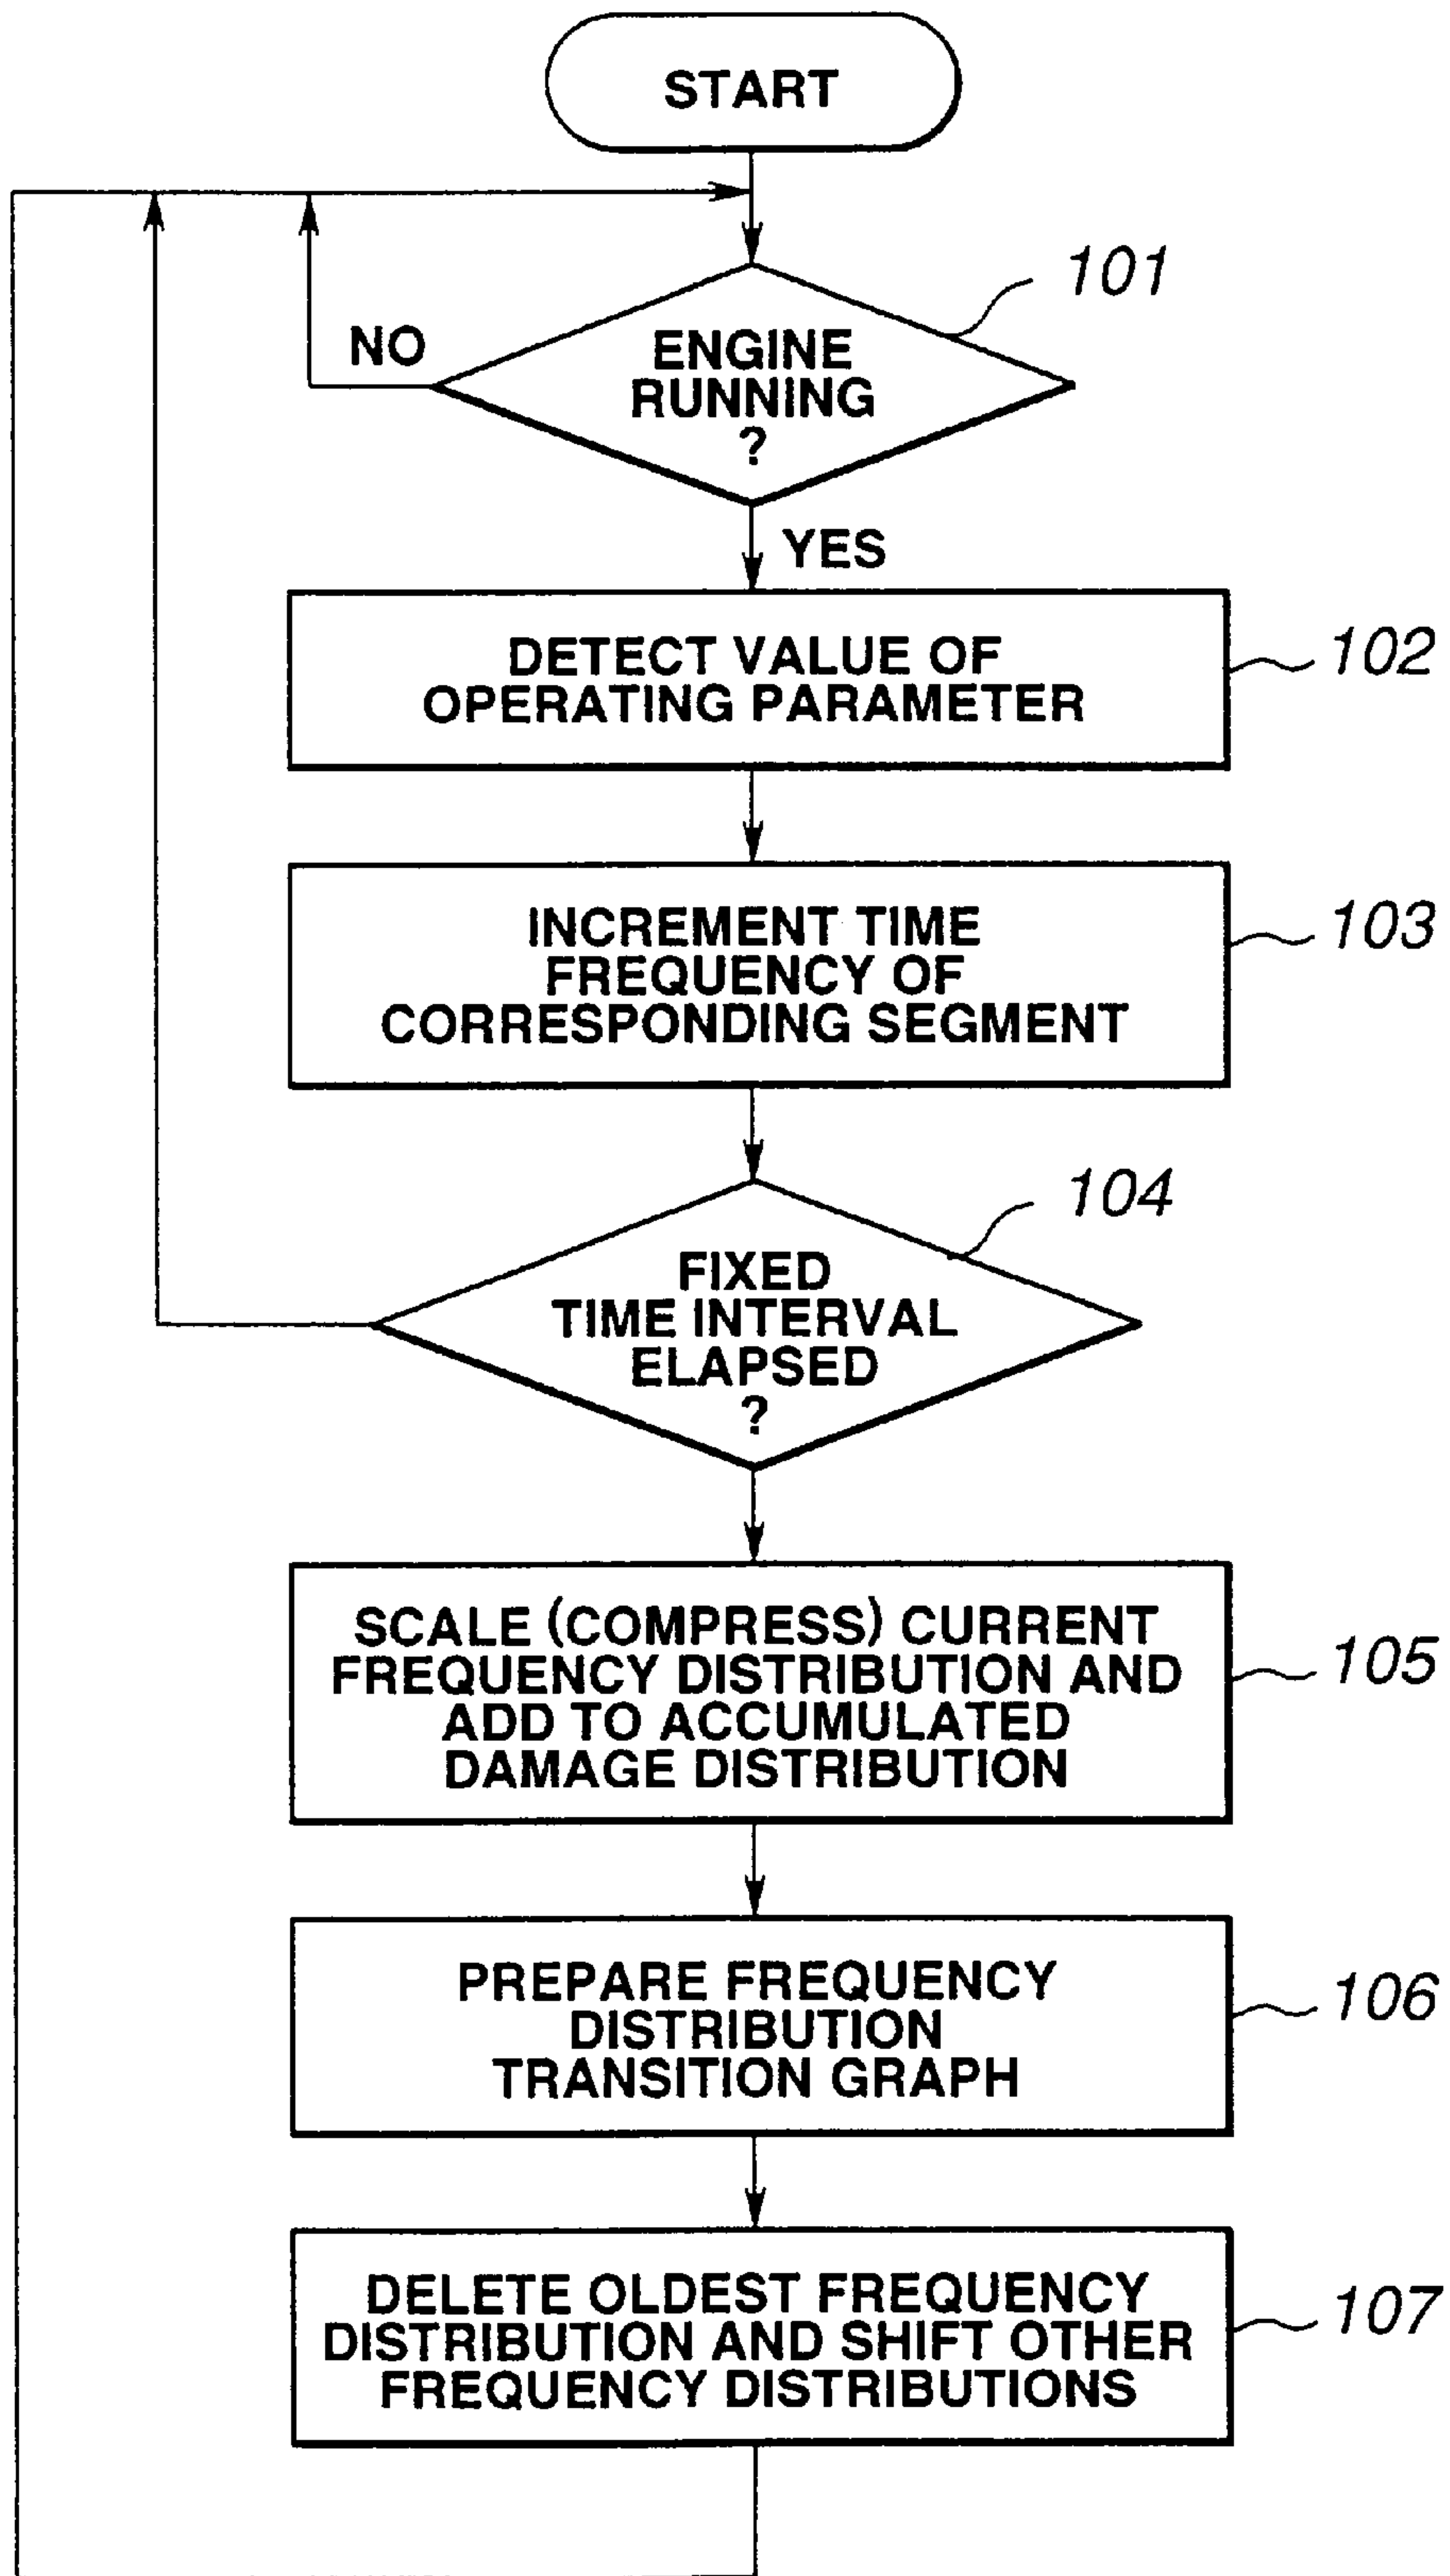 START
101
ENGINE
RUNNING
?
NO
YES
DETECT VALUE OF
OPERATING PARAMETER
102
INCREMENT TIME
FREQUENCY OF
CORRESPONDING SEGMENT
103
104
FIXED
TIME INTERVAL
ELAPSED
?
SCALE (COMPRESS) CURRENT
FREQUENCY DISTRIBUTION AND
ADD TO ACCUMULATED
DAMAGE DISTRIBUTION
105
PREPARE FREQUENCY
DISTRIBUTION
TRANSITION GRAPH
106
DELETE OLDEST FREQUENCY
DISTRIBUTION AND SHIFT OTHER
FREQUENCY DISTRIBUTIONS
107